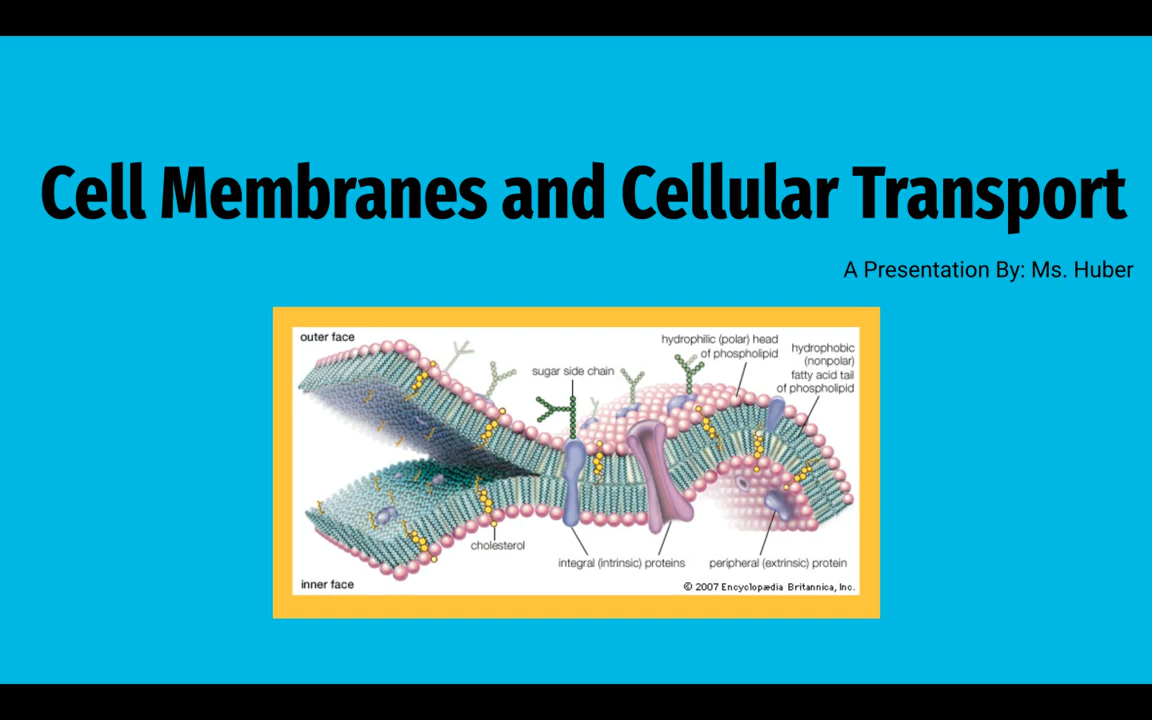 Cell Membranes and Cellular Transport
A Presentation By: Ms. Huber
outer face
hydrophilic (polar) head
of phospholipid
hydrophobic
(nonpolar)
fatty acid tail
of phospholipid
sugar side chain
cholesterol
integral (intrinsic) proteins
peripheral (extrinsic) protein
inner face
© 2007 Encyclopædia Britannica, Inc.